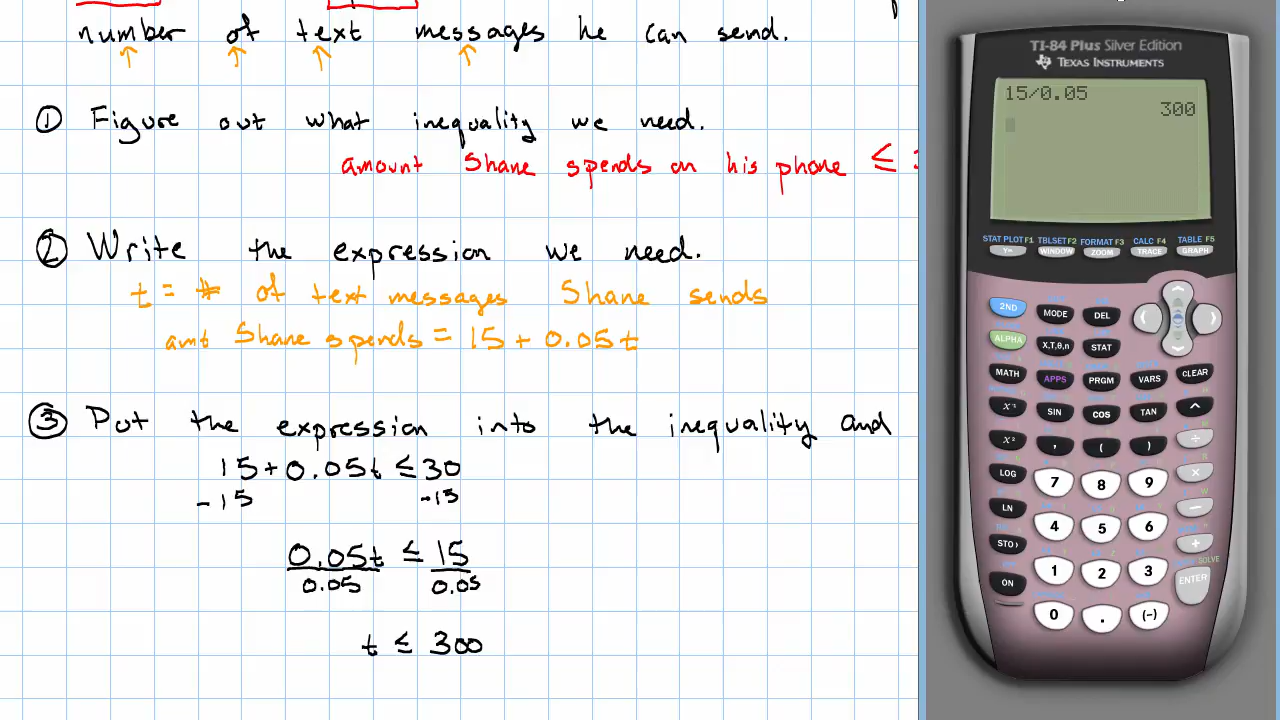 number of text messages he can send.
① Figure out what inequality we need.
amount Shane spends on his phone ≤
② Write the expression we need.
t = # of text messages Shane sends
amt Shane spends = 15 + 0.05t
③ Put the expression into the inequality and
15 + 0.05t ≤ 30
-15 -15
0.05t ≤ 15
0.05 0.05
t ≤ 300
TI-84 Plus Silver Edition
TEXAS INSTRUMENTS
15/0.05
300
STAT PLOT F1 TBLSET F2 FORMAT F3 CALC F4 TABLE F5
Y= WINDOW ZOOM TRACE GRAPH
2ND MODE DEL
ALPHA X,T,θ,n STAT
MATH APPS PRGM VARS CLEAR
x⁻¹ SIN COS TAN ^
x² , ( ) ÷
LOG 7 8 9 ×
LN 4 5 6 −
STO› 1 2 3 +
SOLVE
ON 0 . (−) ENTER